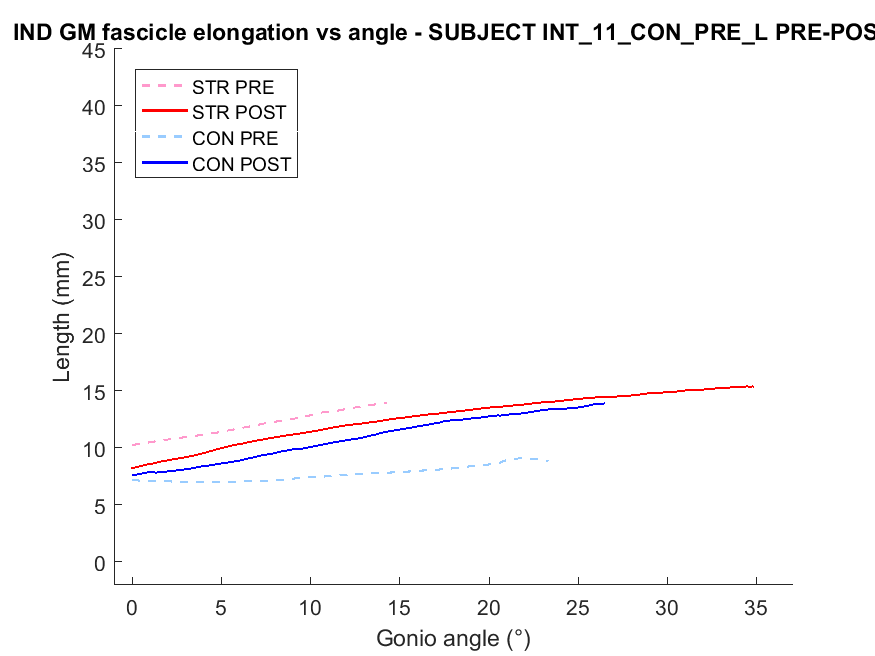 IND GM fascicle elongation vs angle - SUBJECT INT_11_CON_PRE_L PRE-POS
45
40
35
30
25
20
15
10
5
0
Length (mm)
STR PRE
STR POST
CON PRE
CON POST
0 5 10 15 20 25 30 35
Gonio angle (°)